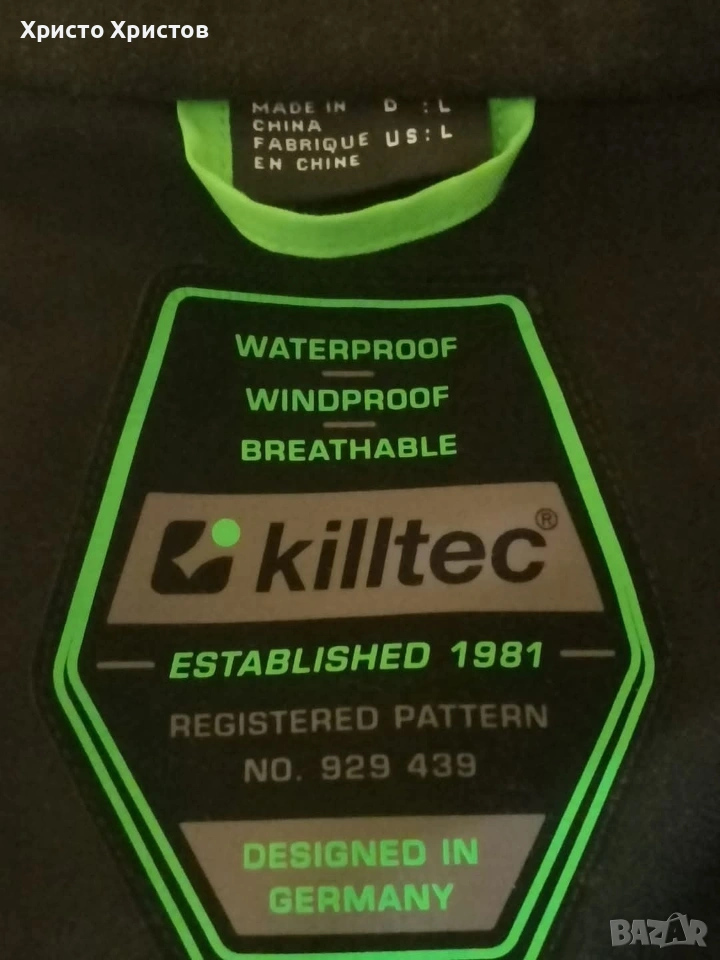 Христо Христов
MADE IN D : L
CHINA
FABRIQUE US : L
EN CHINE
WATERPROOF
WINDPROOF
BREATHABLE
killtec®
ESTABLISHED 1981
REGISTERED PATTERN
NO. 929 439
DESIGNED IN
GERMANY
BAZAR